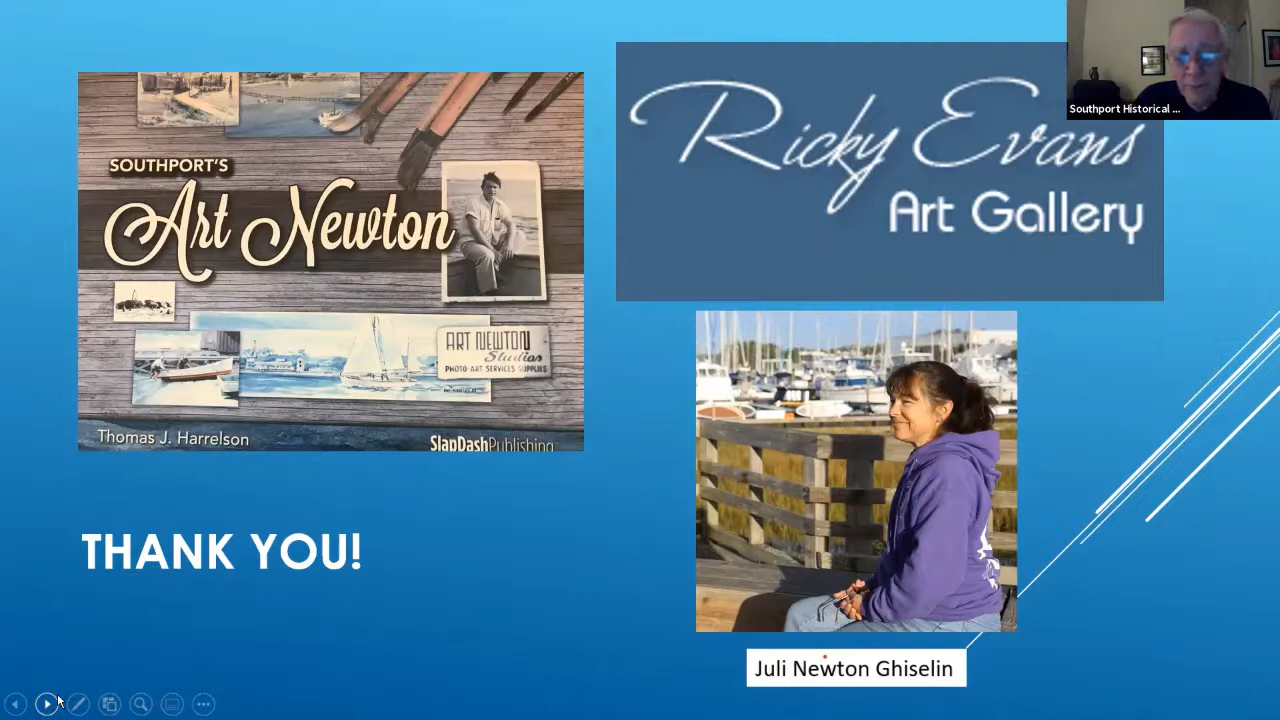 SOUTHPORT'S
Art Newton
ART NEWTON
Studios
PHOTO·ART SERVICES SUPPLIES
Thomas J. Harrelson
SlapDashPublishing
THANK YOU!
Ricky Evans
Art Gallery
Southport Historical ...
Juli Newton Ghiselin